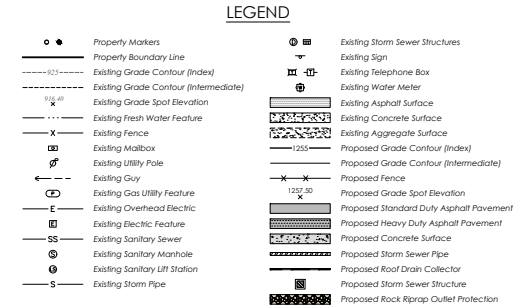 LEGEND
Property Markers
Property Boundary Line
925 Existing Grade Contour (Index)
Existing Grade Contour (Intermediate)
916.40 x Existing Grade Spot Elevation
Existing Fresh Water Feature
X Existing Fence
Existing Mailbox
Existing Utility Pole
Existing Guy
P Existing Gas Utility Feature
E Existing Overhead Electric
E Existing Electric Feature
SS Existing Sanitary Sewer
S Existing Sanitary Manhole
Existing Sanitary Lift Station
S Existing Storm Pipe
Existing Storm Sewer Structures
Existing Sign
T Existing Telephone Box
Existing Water Meter
Existing Asphalt Surface
Existing Concrete Surface
Existing Aggregate Surface
1255 Proposed Grade Contour (Index)
Proposed Grade Contour (Intermediate)
X X Proposed Fence
1257.50 x Proposed Grade Spot Elevation
Proposed Standard Duty Asphalt Pavement
Proposed Heavy Duty Asphalt Pavement
Proposed Concrete Surface
Proposed Storm Sewer Pipe
Proposed Roof Drain Collector
Proposed Storm Sewer Structure
Proposed Rock Riprap Outlet Protection